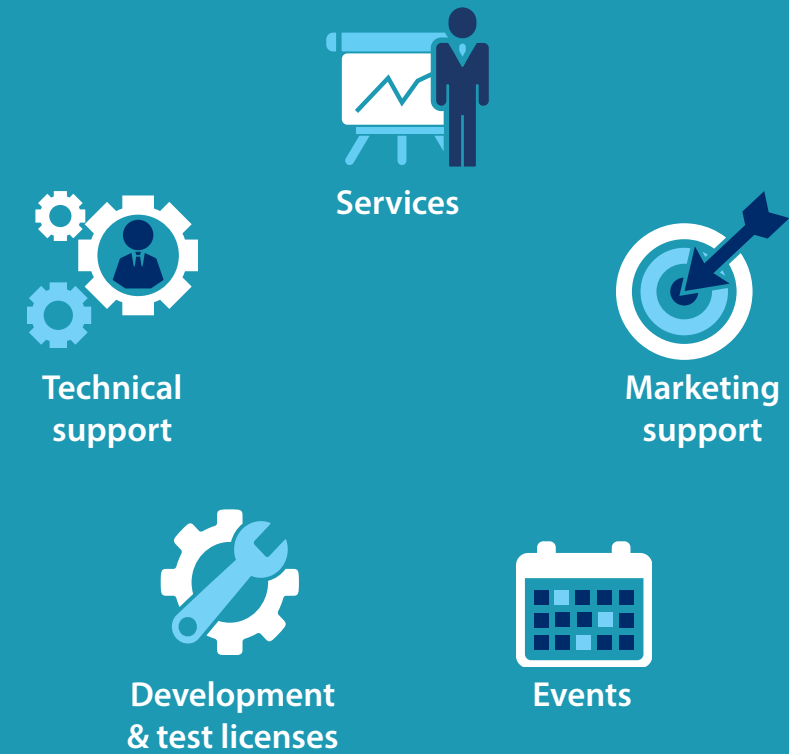 Services
Technical
support
Marketing
support
Development
& test licenses
Events